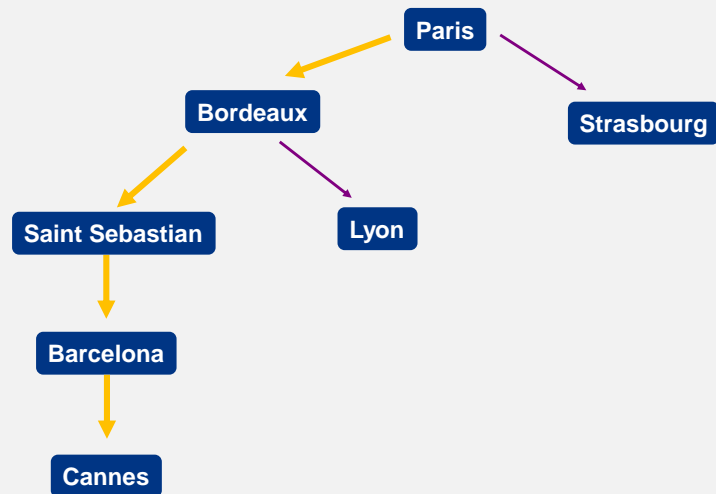 Paris
Bordeaux
Strasbourg
Saint Sebastian
Lyon
Barcelona
Cannes